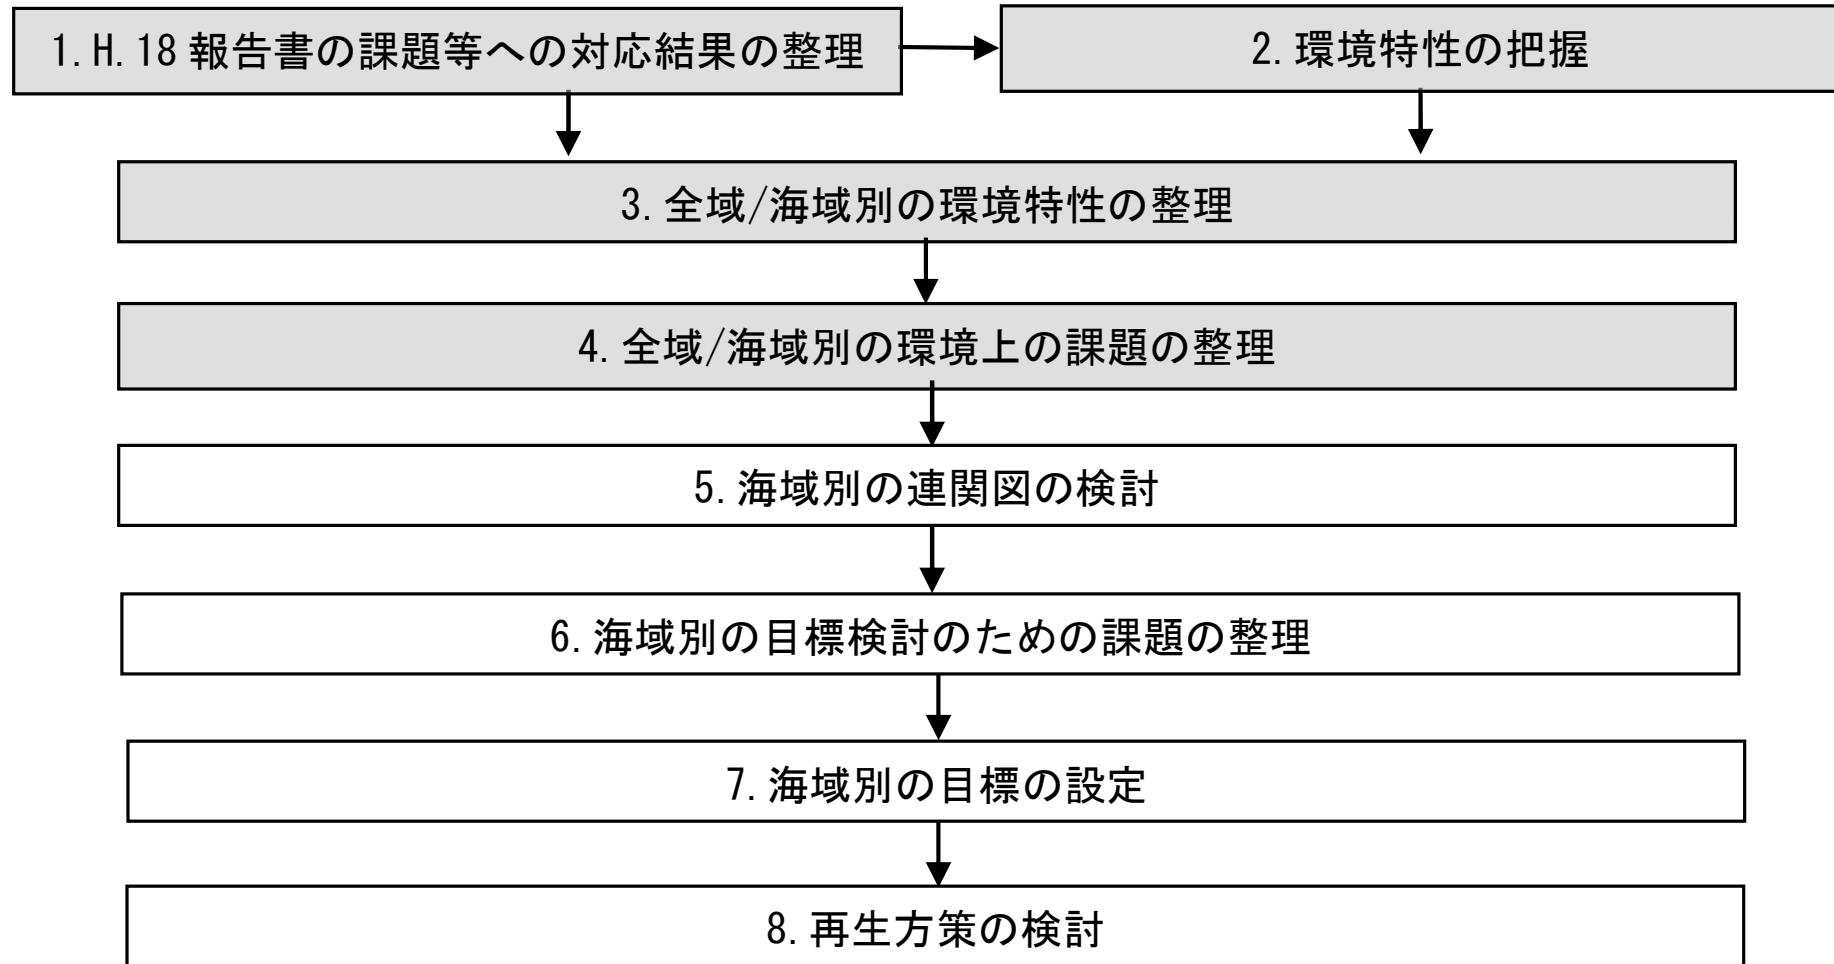 1. H. 18 報告書の課題等への対応結果の整理
2. 環境特性の把握
3. 全域/海域別の環境特性の整理
4. 全域/海域別の環境上の課題の整理
5. 海域別の連関図の検討
6. 海域別の目標検討のための課題の整理
7. 海域別の目標の設定
8. 再生方策の検討